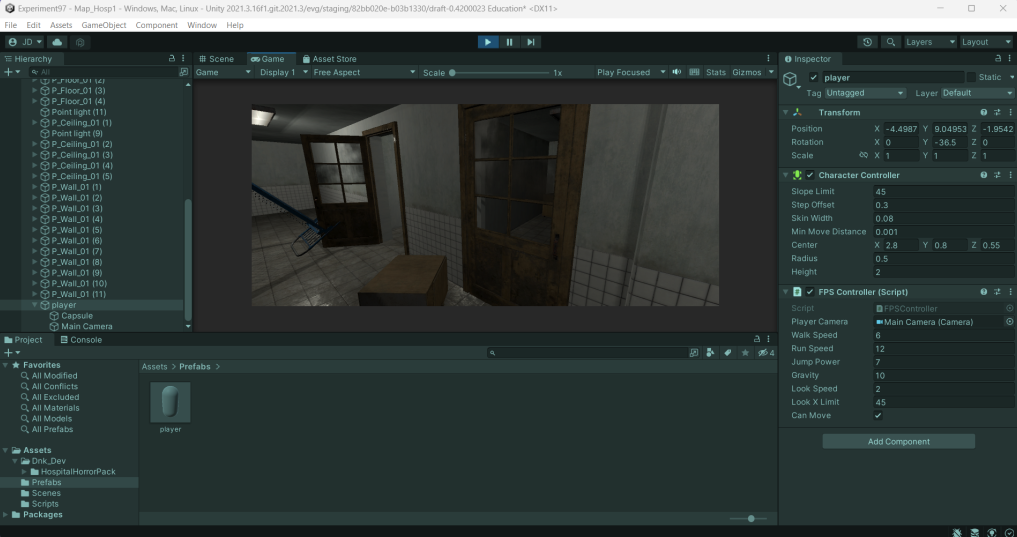 Experiment97 - Map_Hosp1 - Windows, Mac, Linux - Unity 2021.3.16f1.git.2021.3/evg/staging/82bb020e-b03b1330/draft-0.4200023 Education* <DX11>
File Edit Assets GameObject Component Window Help
JD Layers Layout
Hierarchy
All
P_Floor_01 (2)
P_Floor_01 (3)
P_Floor_01 (4)
Point light (11)
P_Ceiling_01 (1)
Point light (9)
P_Ceiling_01 (2)
P_Ceiling_01 (3)
P_Ceiling_01 (4)
P_Ceiling_01 (5)
P_Wall_01 (1)
P_Wall_01 (2)
P_Wall_01 (3)
P_Wall_01 (4)
P_Wall_01 (5)
P_Wall_01 (6)
P_Wall_01 (7)
P_Wall_01 (8)
P_Wall_01 (9)
P_Wall_01 (10)
P_Wall_01 (11)
player
Capsule
Main Camera
Scene Game Asset Store
Game Display 1 Free Aspect Scale 1x Play Focused Stats Gizmos
Inspector
player Static
Tag Untagged Layer Default
Transform
Position X -4.4987 Y 9.04953 Z -1.9542
Rotation X 0 Y -36.5 Z 0
Scale X 1 Y 1 Z 1
Character Controller
Slope Limit 45
Step Offset 0.3
Skin Width 0.08
Min Move Distance 0.001
Center X 2.8 Y 0.8 Z 0.55
Radius 0.5
Height 2
FPS Controller (Script)
Script FPSController
Player Camera Main Camera (Camera)
Walk Speed 6
Run Speed 12
Jump Power 7
Gravity 10
Look Speed 2
Look X Limit 45
Can Move
Add Component
Project Console
4
Favorites
All Modified
All Conflicts
All Excluded
All Materials
All Models
All Prefabs
Assets
Dnk_Dev
HospitalHorrorPack
Prefabs
Scenes
Scripts
Packages
Assets > Prefabs >
player